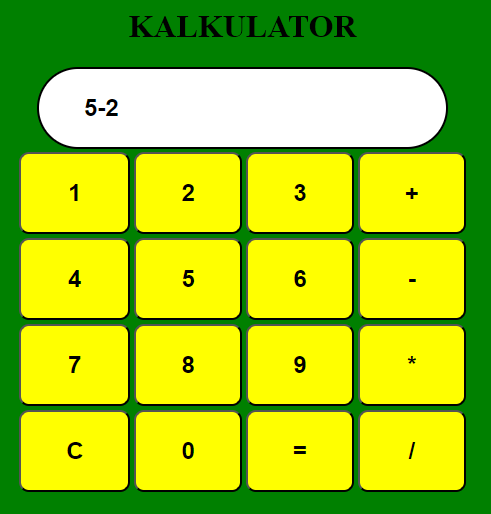 KALKULATOR
5-2
1 2 3 +
4 5 6 -
7 8 9 *
C 0 = /